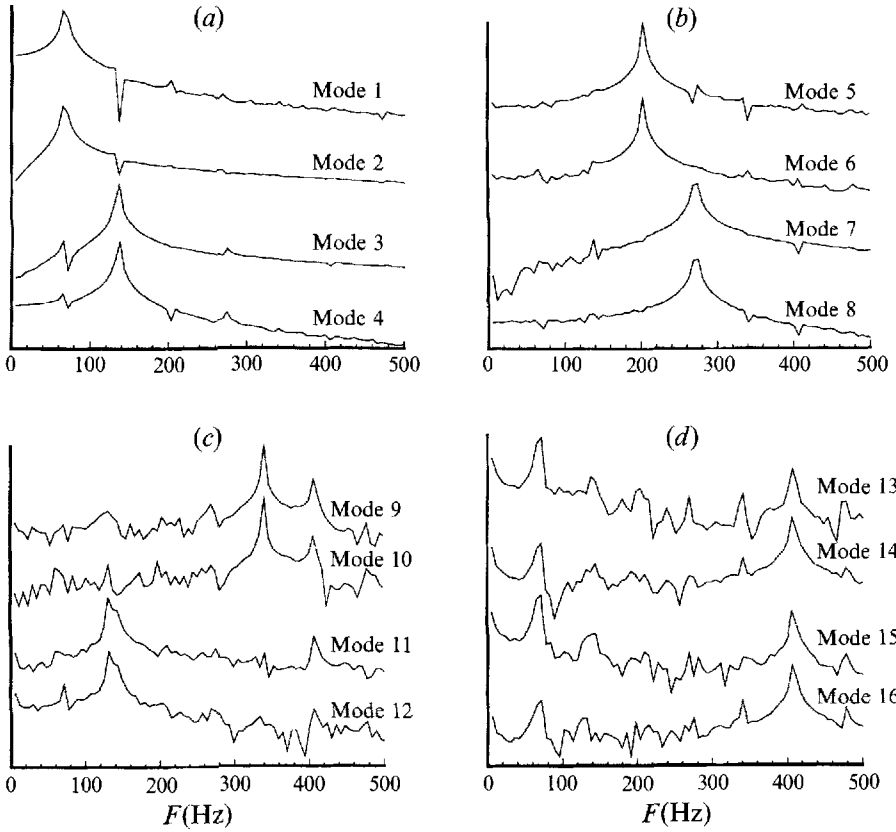 (a)
Mode 1
Mode 2
Mode 3
Mode 4
0 100 200 300 400 500
(b)
Mode 5
Mode 6
Mode 7
Mode 8
0 100 200 300 400 500
(c)
Mode 9
Mode 10
Mode 11
Mode 12
0 100 200 300 400 500
F(Hz)
(d)
Mode 13
Mode 14
Mode 15
Mode 16
0 100 200 300 400 500
F(Hz)